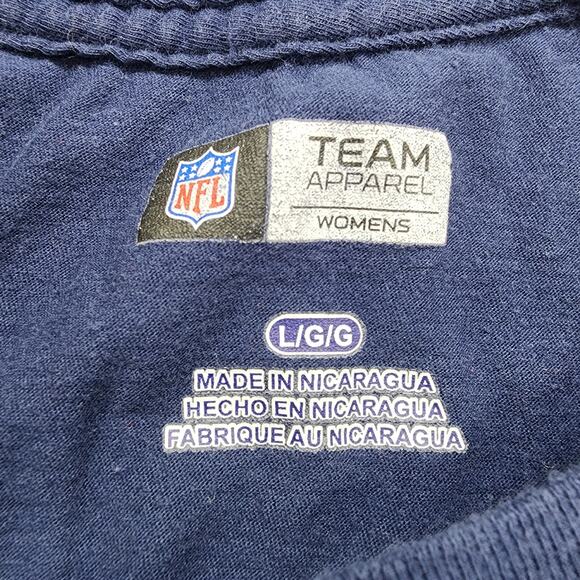 NFL
TEAM
APPAREL
WOMENS
L/G/G
MADE IN NICARAGUA
HECHO EN NICARAGUA
FABRIQUE AU NICARAGUA